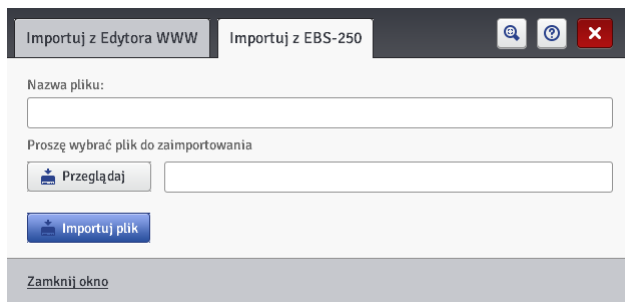 Importuj z Edytora WWW
Importuj z EBS-250
Nazwa pliku:
Proszę wybrać plik do zaimportowania
Przeglądaj
Importuj plik
Zamknij okno